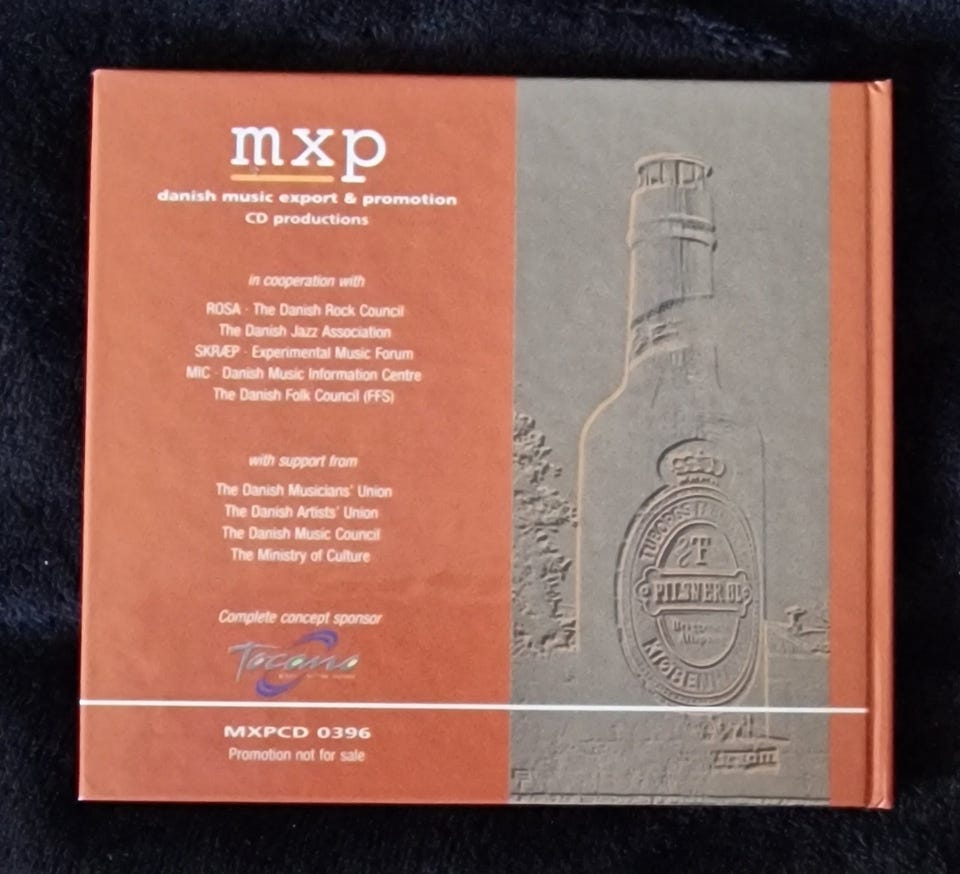 mxp
danish music export & promotion
CD productions
in cooperation with
ROSA · The Danish Rock Council
The Danish Jazz Association
SKRÆP · Experimental Music Forum
MIC · Danish Music Information Centre
The Danish Folk Council (FFS)
with support from
The Danish Musicians' Union
The Danish Artists' Union
The Danish Music Council
The Ministry of Culture
Complete concept sponsor
Tocano
MXPCD 0396
Promotion not for sale
TUBORGS
PILSNER ØL